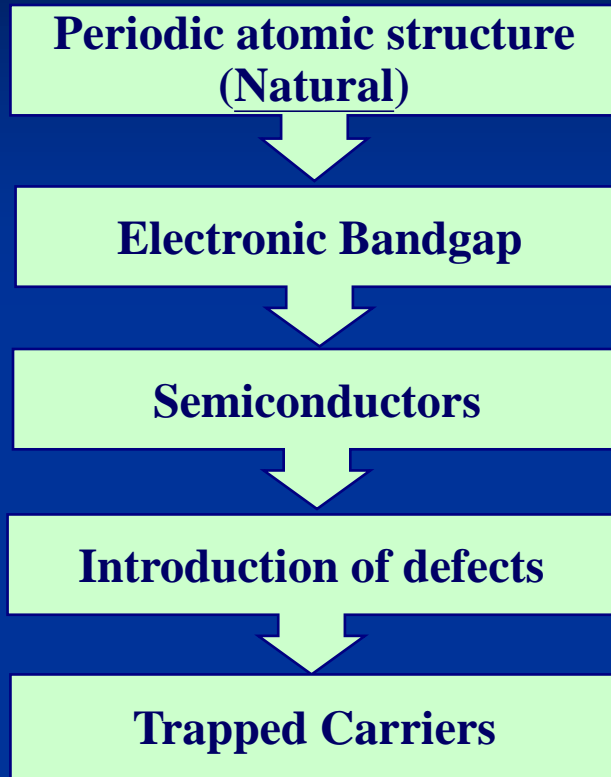 Periodic atomic structure
(Natural)
Electronic Bandgap
Semiconductors
Introduction of defects
Trapped Carriers